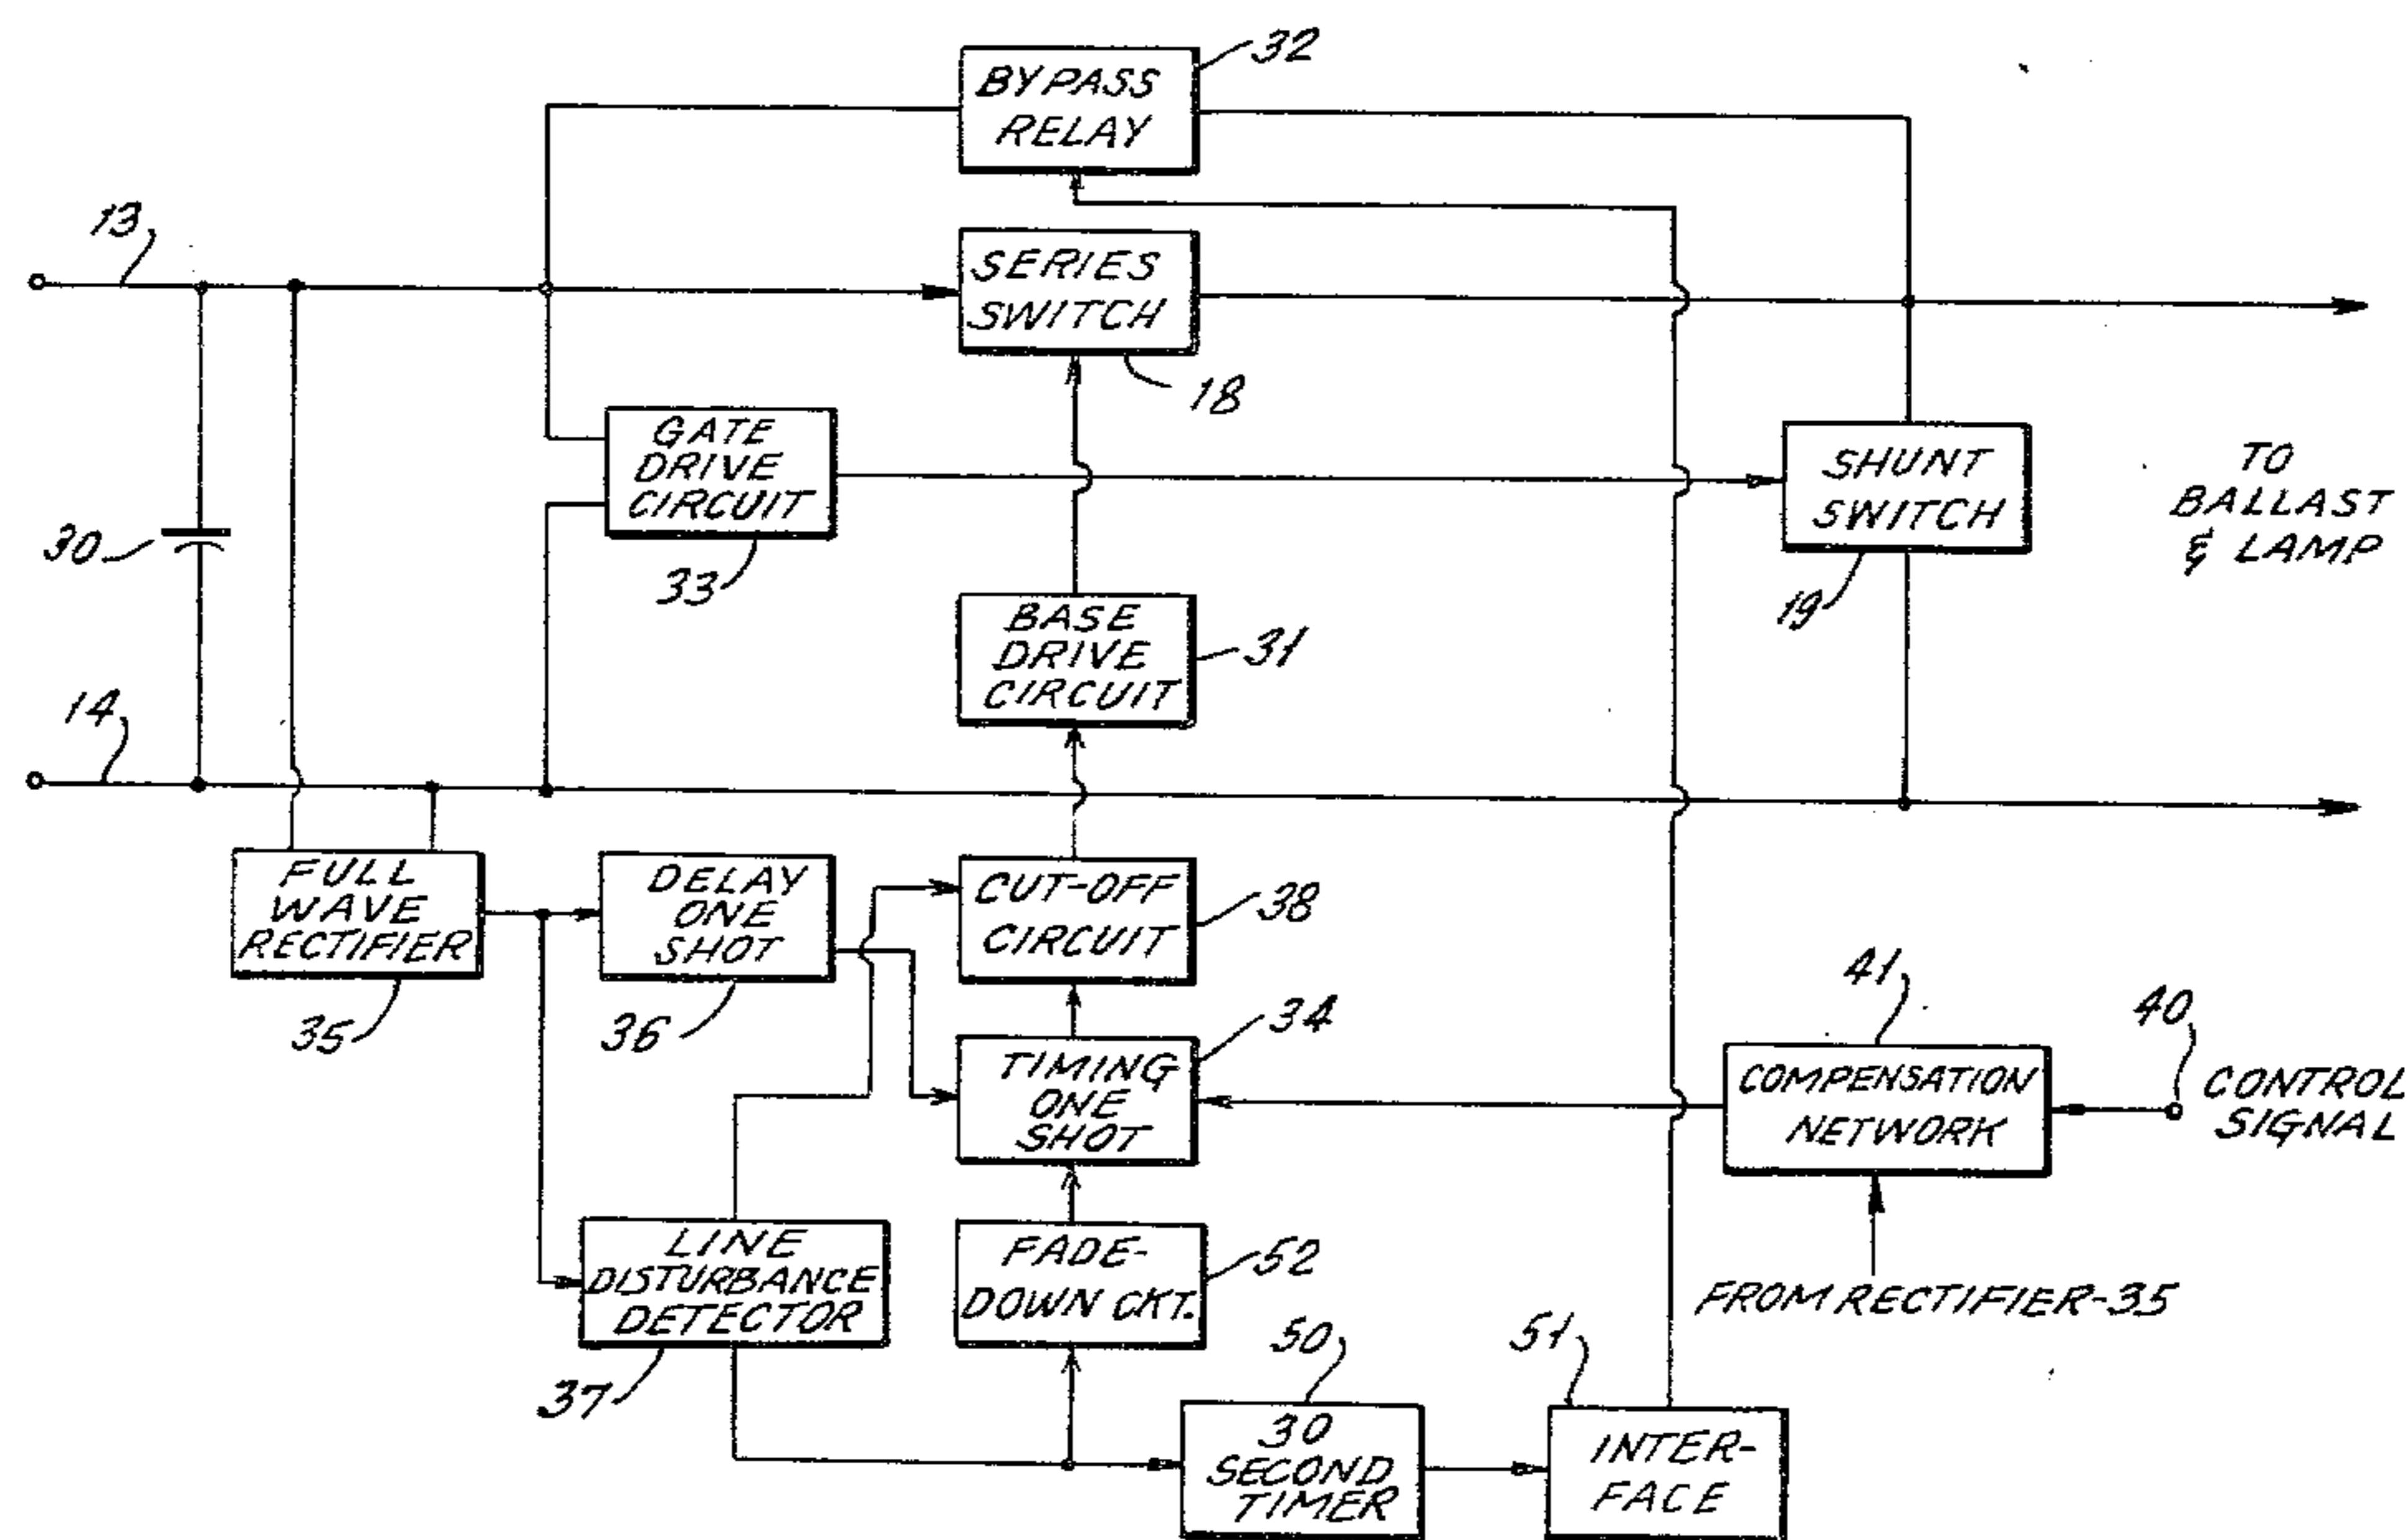 BYPASS
RELAY
32
13
SERIES
SWITCH
18
GATE
DRIVE
CIRCUIT
33
SHUNT
SWITCH
19
TO
BALLAST
& LAMP
30
BASE
DRIVE
CIRCUIT
31
14
FULL
WAVE
RECTIFIER
35
DELAY
ONE
SHOT
36
CUT-OFF
CIRCUIT
38
TIMING
ONE
SHOT
34
COMPENSATION
NETWORK
41
40
CONTROL
SIGNAL
FROM RECTIFIER-35
LINE
DISTURBANCE
DETECTOR
37
FADE-
DOWN CKT.
52
30
SECOND
TIMER
50
INTER-
FACE
51